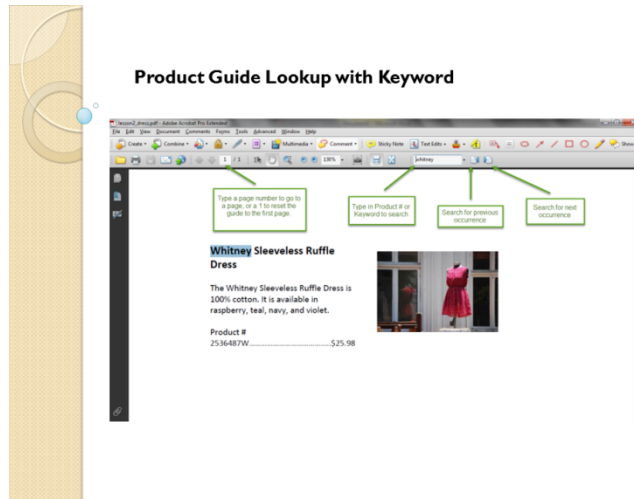 Product Guide Lookup with Keyword
lesson2_dress.pdf - Adobe Acrobat Pro Extended
File Edit View Document Comments Forms Tools Advanced Window Help
Create Combine Multimedia Comment Sticky Note Text Edits Show
1 / 1 138% whitney
Type a page number to go to
a page, or a 1 to reset the
guide to the first page.
Type in Product # or
Keyword to search
Search for previous
occurrence
Search for next
occurrence
Whitney Sleeveless Ruffle
Dress
The Whitney Sleeveless Ruffle Dress is
100% cotton. It is available in
raspberry, teal, navy, and violet.
Product #
2536487W.......................................$25.98